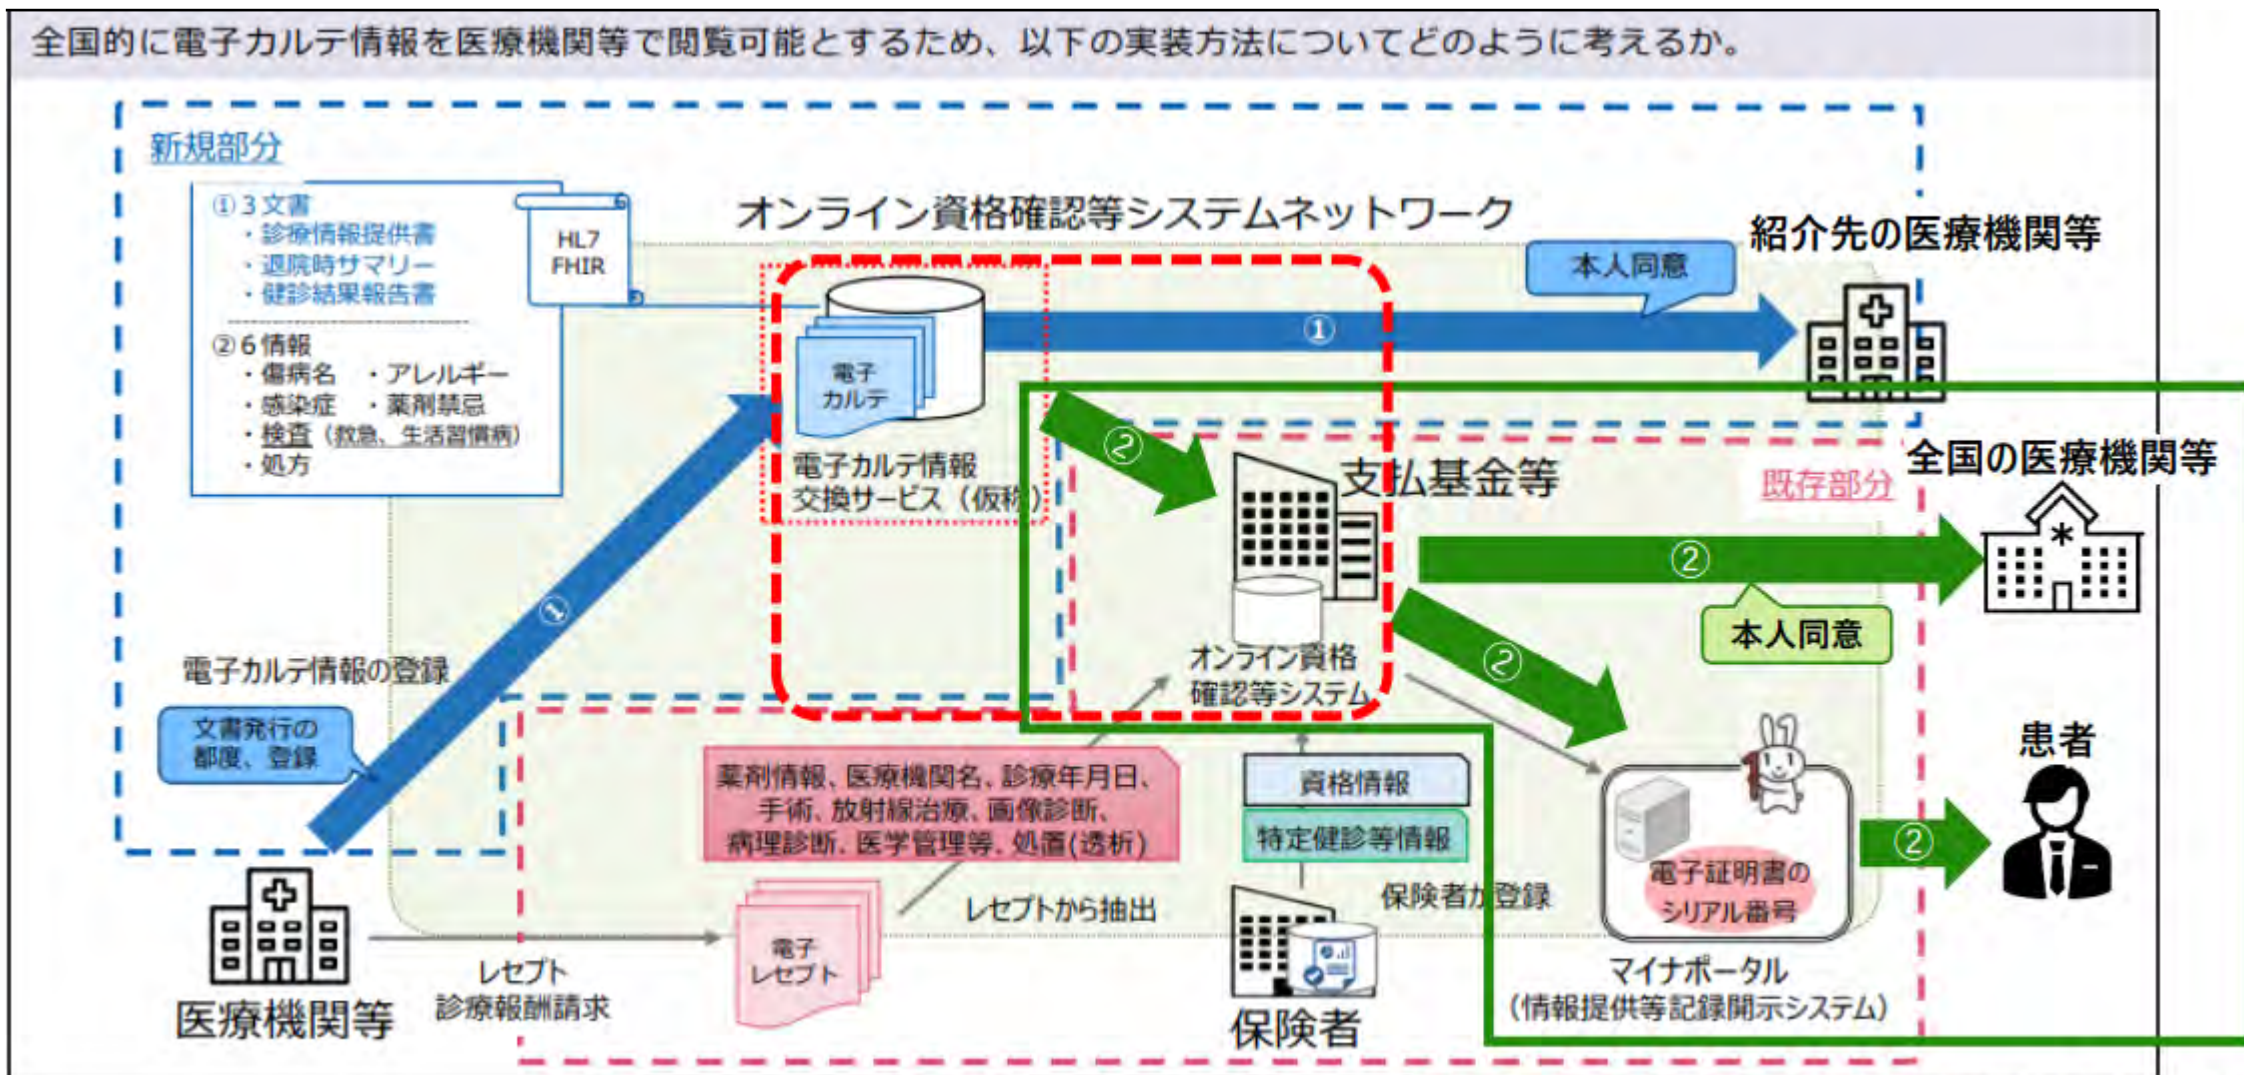 全国的に電子カルテ情報を医療機関等で閲覧可能とするため、以下の実装方法についてどのように考えるか。
新規部分
①3文書
・診療情報提供書
・退院時サマリー
・健診結果報告書
②6情報
・傷病名 ・アレルギー
・感染症 ・薬剤禁忌
・検査（救急、生活習慣病）
・処方
HL7
FHIR
オンライン資格確認等システムネットワーク
本人同意
紹介先の医療機関等
①
電子
カルテ
電子カルテ情報
交換サービス（仮称）
②
支払基金等
既存部分
全国の医療機関等
②
本人同意
①
オンライン資格
確認等システム
②
電子カルテ情報の登録
文書発行の
都度、登録
薬剤情報、医療機関名、診療年月日、
手術、放射線治療、画像診断、
病理診断、医学管理等、処置(透析)
資格情報
特定健診等情報
患者
②
電子証明書の
シリアル番号
レセプトから抽出
保険者が登録
電子
レセプト
レセプト
診療報酬請求
医療機関等
保険者
マイナポータル
（情報提供等記録開示システム）